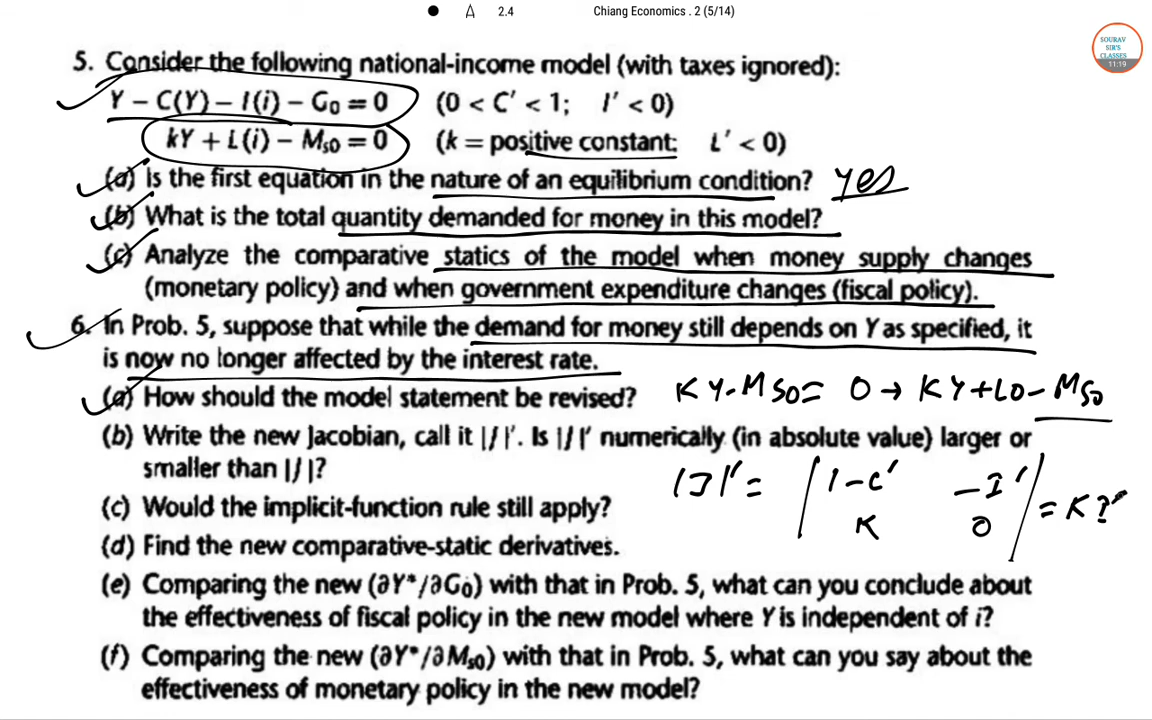 2.4 Chiang Economics . 2 (5/14)
SOURAV SIR'S CLASSES
11:19
5. Consider the following national-income model (with taxes ignored):
Y − C(Y) − I(i) − G₀ = 0 (0 < C′ < 1; I′ < 0)
kY + L(i) − Mₛ₀ = 0 (k = positive constant; L′ < 0)
(a) Is the first equation in the nature of an equilibrium condition? yes
(b) What is the total quantity demanded for money in this model?
(c) Analyze the comparative statics of the model when money supply changes
(monetary policy) and when government expenditure changes (fiscal policy).
6. In Prob. 5, suppose that while the demand for money still depends on Y as specified, it
is now no longer affected by the interest rate.
(a) How should the model statement be revised? KY-MS0= 0 → KY+L0-MS0
(b) Write the new Jacobian, call it |J|′. Is |J|′ numerically (in absolute value) larger or
smaller than |J|?
|J|′ = | 1-C′ -I′ |
K 0 = K
(c) Would the implicit-function rule still apply?
(d) Find the new comparative-static derivatives.
(e) Comparing the new (∂Y*/∂G₀) with that in Prob. 5, what can you conclude about
the effectiveness of fiscal policy in the new model where Y is independent of i?
(f) Comparing the new (∂Y*/∂Mₛ₀) with that in Prob. 5, what can you say about the
effectiveness of monetary policy in the new model?